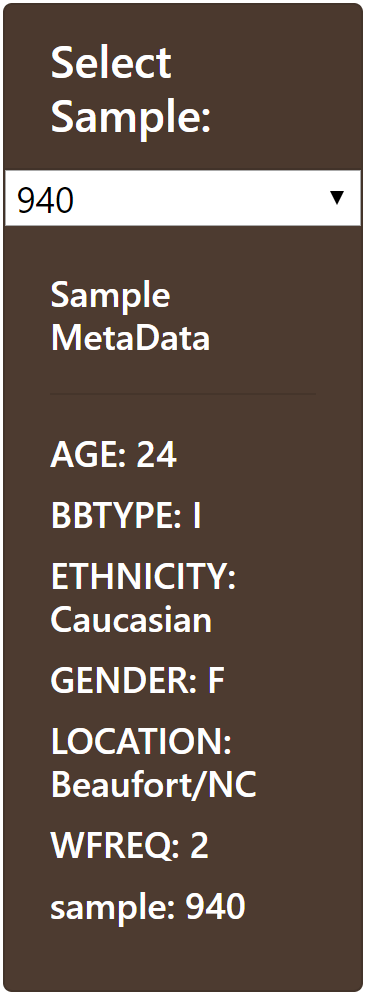 Select
Sample:
940
Sample
MetaData
AGE: 24
BBTYPE: I
ETHNICITY:
Caucasian
GENDER: F
LOCATION:
Beaufort/NC
WFREQ: 2
sample: 940